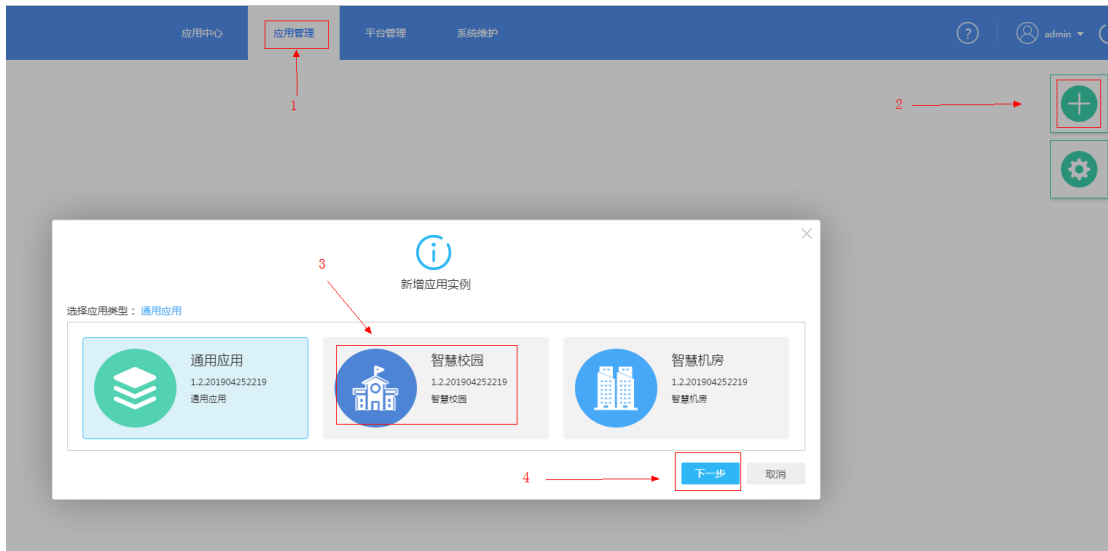 应用中心 应用管理 平台管理 系统维护 ? admin
1
2
3
新增应用实例
选择应用类型： 通用应用
通用应用
1.2.201904252219
通用应用
智慧校园
1.2.201904252219
智慧校园
智慧机房
1.2.201904252219
智慧机房
4
下一步 取消